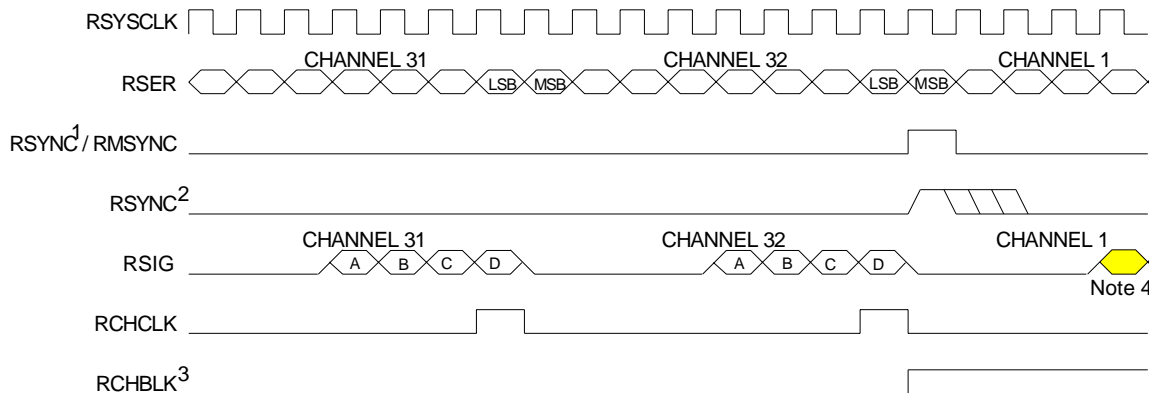 RSYSCLK
CHANNEL 31 CHANNEL 32 CHANNEL 1
RSER LSB MSB LSB MSB
RSYNC1 / RMSYNC
RSYNC2
CHANNEL 31 CHANNEL 32 CHANNEL 1
RSIG A B C D A B C D
Note 4
RCHCLK
RCHBLK3